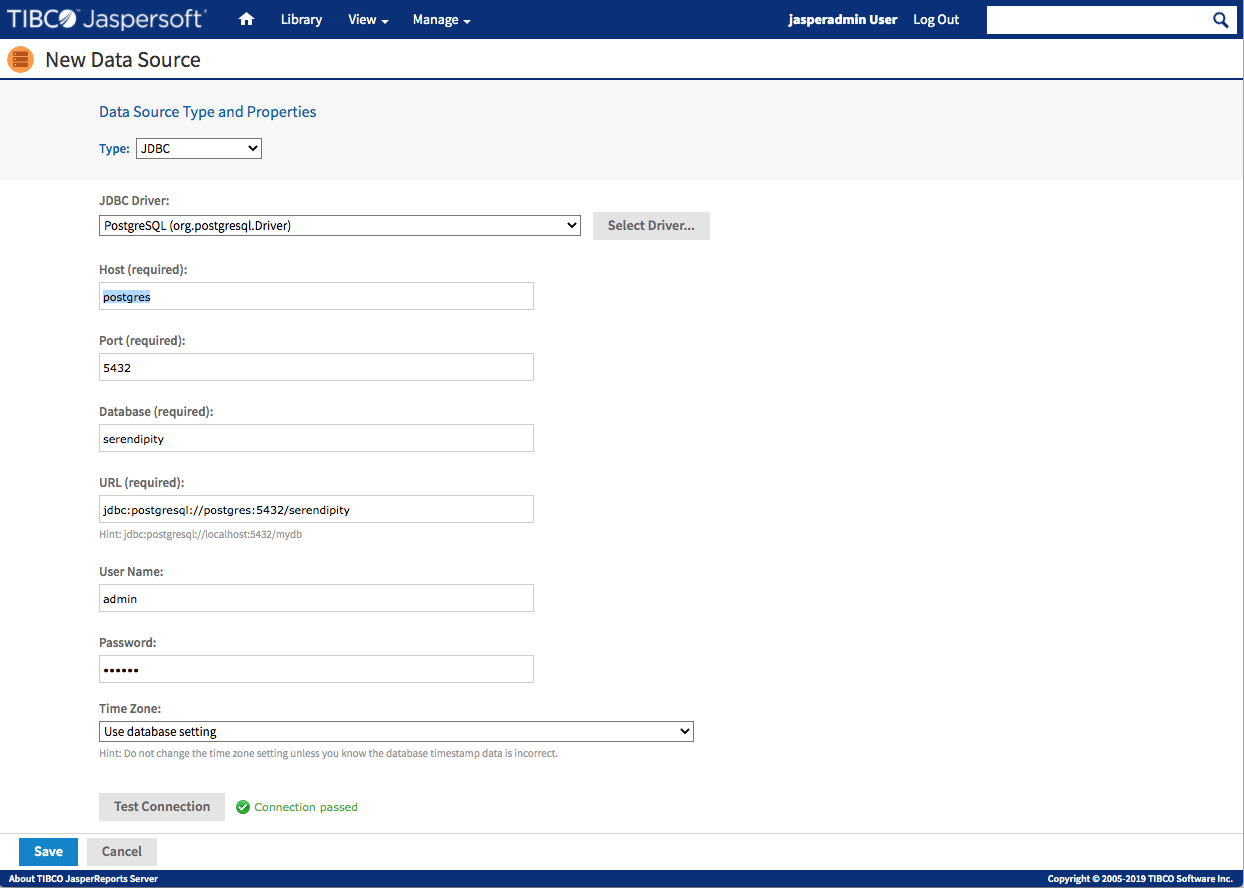 TIBCO Jaspersoft® Library View Manage jasperadmin User Log Out
New Data Source
Data Source Type and Properties
Type: JDBC
JDBC Driver:
PostgreSQL (org.postgresql.Driver) Select Driver...
Host (required):
postgres
Port (required):
5432
Database (required):
serendipity
URL (required):
jdbc:postgresql://postgres:5432/serendipity
Hint: jdbc:postgresql://localhost:5432/mydb
User Name:
admin
Password:
••••••
Time Zone:
Use database setting
Hint: Do not change the time zone setting unless you know the database timestamp data is incorrect.
Test Connection Connection passed
Save Cancel
About TIBCO JasperReports Server Copyright © 2005-2019 TIBCO Software Inc.